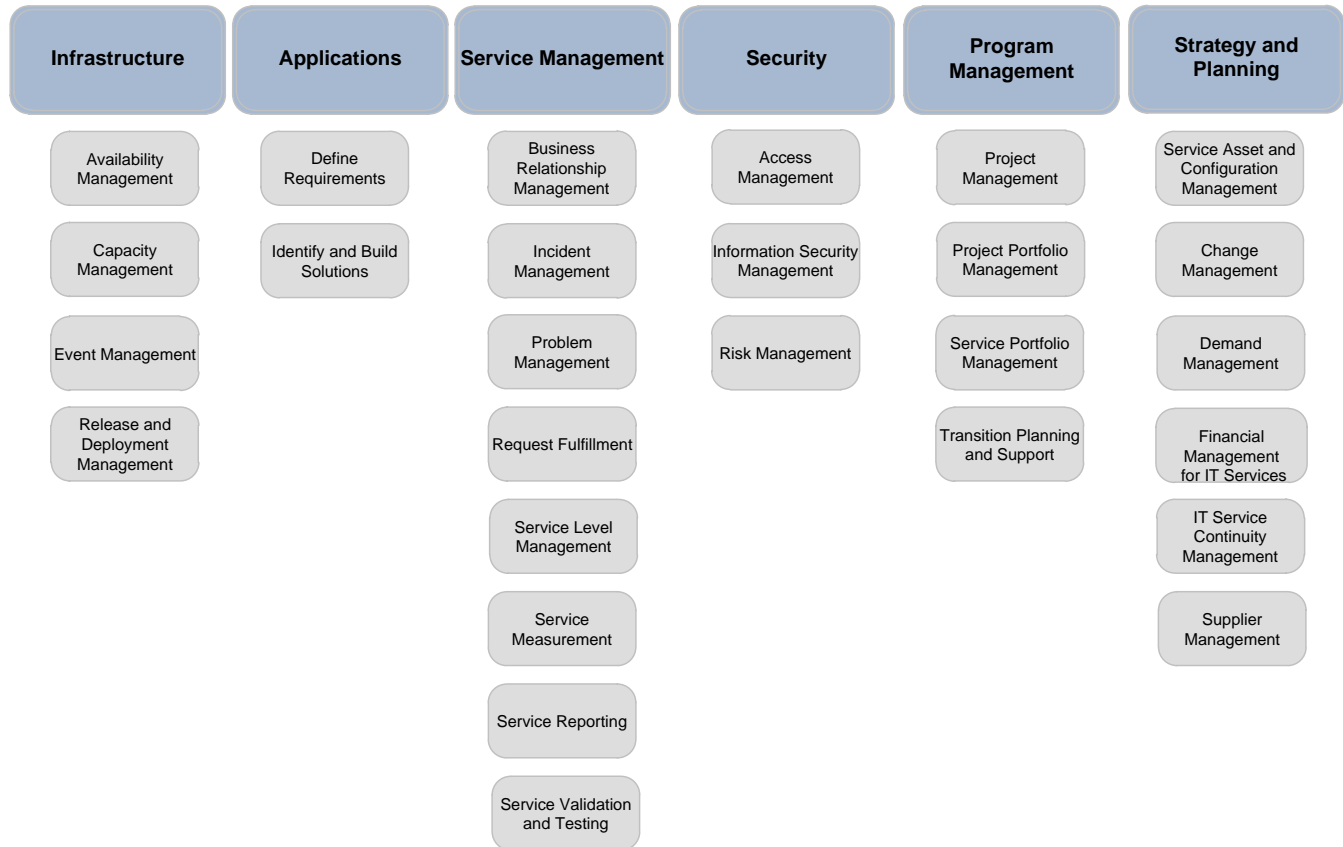 Infrastructure
Applications
Service Management
Security
Program
Management
Strategy and
Planning
Availability
Management
Capacity
Management
Event Management
Release and
Deployment
Management
Define
Requirements
Identify and Build
Solutions
Business
Relationship
Management
Incident
Management
Problem
Management
Request Fulfillment
Service Level
Management
Service
Measurement
Service Reporting
Service Validation
and Testing
Access
Management
Information Security
Management
Risk Management
Project
Management
Project Portfolio
Management
Service Portfolio
Management
Transition Planning
and Support
Service Asset and
Configuration
Management
Change
Management
Demand
Management
Financial
Management
for IT Services
IT Service
Continuity
Management
Supplier
Management